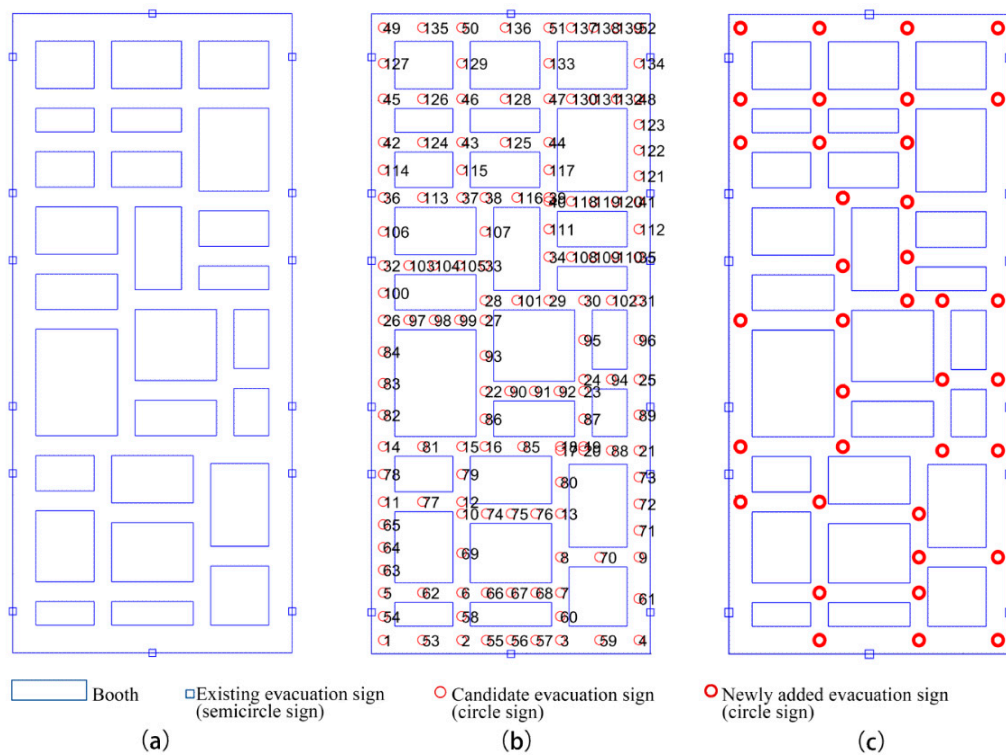 49 135 50 136 51 137 138 139 52
127 129 133 134
45 126 46 128 47 130 131 132 48
123
42 124 43 125 44 122
114 115 117 121
36 113 37 38 116 39
40 118 119 120 41
106 107 111 112
34 108 109 110 35
32 103 104 105 33
100
28 101 29 30 102 31
26 97 98 99 27
84 93 95 96
83 24 94 25
22 90 91 92 23
82 86 87 89
14 81 15 16 85 18 19
17 20 88 21
78 79 80 73
11 77 12 72
10 74 75 76 13
65 71
64 69 8 70 9
63
5 62 6 66 67 68 7 61
54 58 60
1 53 2 55 56 57 3 59 4
Booth
Existing evacuation sign
(semicircle sign)
Candidate evacuation sign
(circle sign)
Newly added evacuation sign
(circle sign)
(a)
(b)
(c)